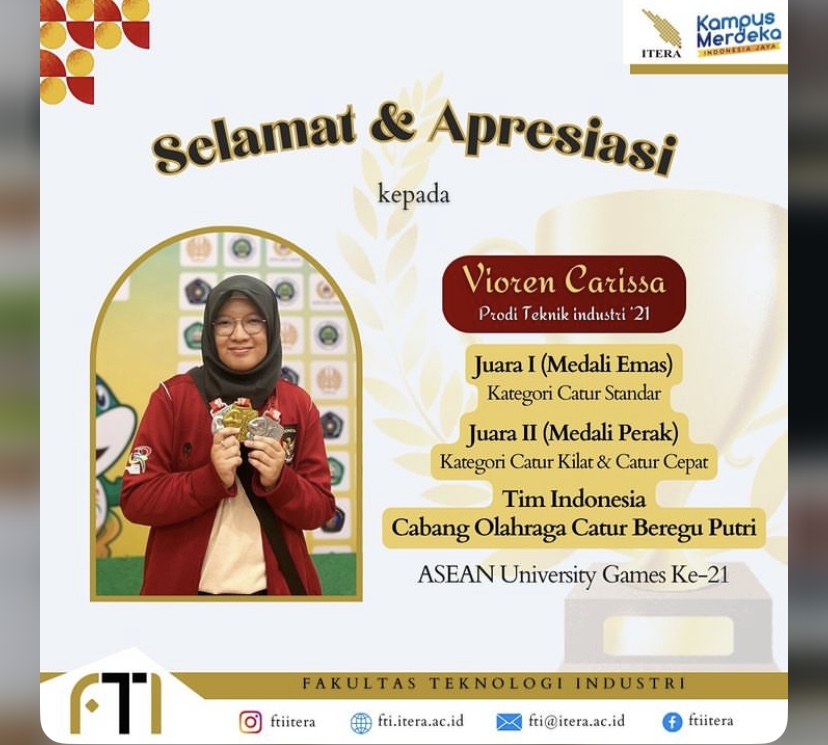 ITERA
Kampus
Merdeka
INDONESIA JAYA
Selamat & Apresiasi
kepada
Vioren Carissa
Prodi Teknik industri '21
Juara I (Medali Emas)
Kategori Catur Standar
Juara II (Medali Perak)
Kategori Catur Kilat & Catur Cepat
Tim Indonesia
Cabang Olahraga Catur Beregu Putri
ASEAN University Games Ke-21
FAKULTAS TEKNOLOGI INDUSTRI
FTI
ftiitera
fti.itera.ac.id
fti@itera.ac.id
ftiitera